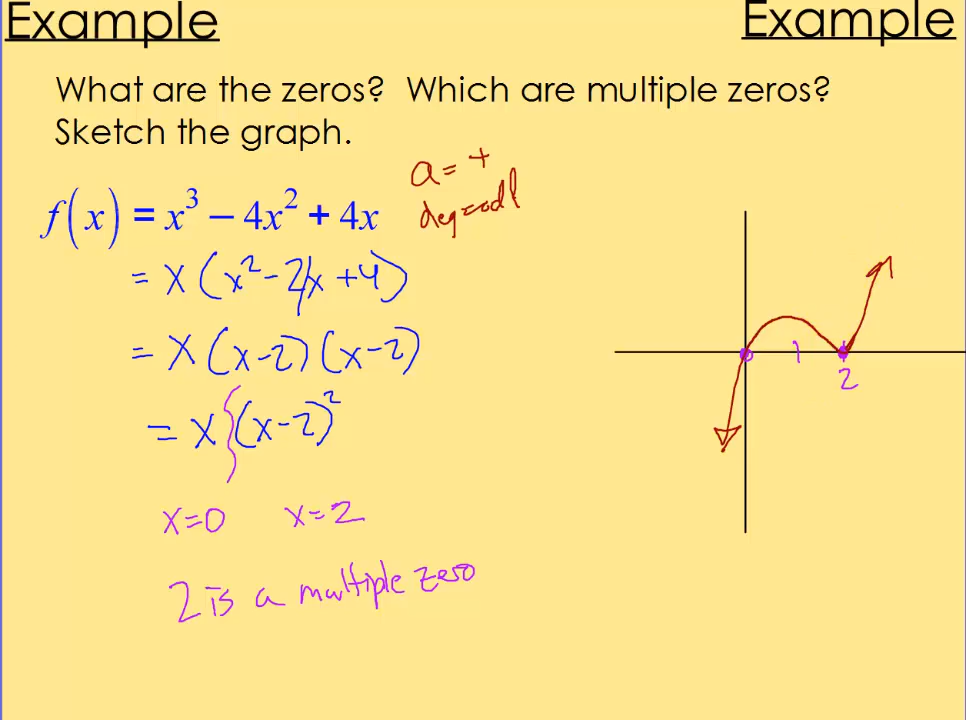 Example Example
What are the zeros? Which are multiple zeros?
Sketch the graph.
a = +
deg = odd
f(x) = x³ − 4x² + 4x
= x(x² - 4x + 4)
= x(x-2)(x-2)
= x{(x-2)²
1
2
x=0 x=2
2 is a multiple zero